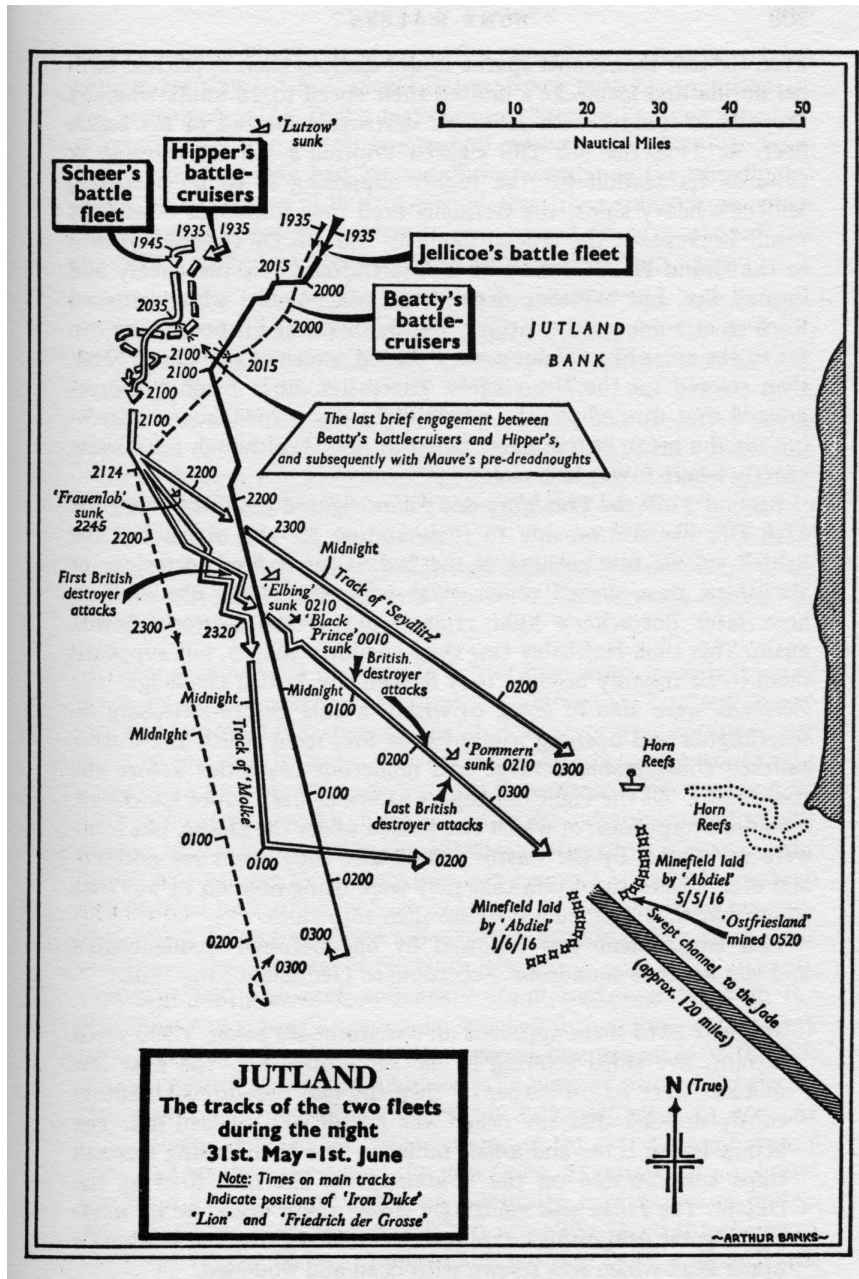 0 10 20 30 40 50
Nautical Miles
'Lutzow'
sunk
Hipper's
battle-
cruisers
Scheer's
battle
fleet
1945
1935
1935
1935
1935
Jellicoe's battle fleet
2015
2000
Beatty's
battle-
cruisers
2000
2035
2015
2100
2100
2100
2100
JUTLAND
BANK
The last brief engagement between
Beatty's battlecruisers and Hipper's,
and subsequently with Mauve's pre-dreadnoughts
2124
2200
'Frauenlob'
sunk
2245
2200
2200
2300
Midnight
Track of 'Seydlitz'
First British
destroyer
attacks
'Elbing'
sunk 0210
'Black
Prince' 0010
sunk
2300
2320
British
destroyer
attacks
Midnight
Midnight
0100
0200
Midnight
Track of 'Molke'
0200
'Pommern'
sunk 0210
0300
0300
Horn
Reefs
Horn
Reefs
0100
Last British
destroyer attacks
0100
0100
0200
0200
Minefield laid
by 'Abdiel'
5/5/16
Minefield laid
by 'Abdiel'
1/6/16
'Ostfriesland'
mined 0520
Swept channel to the Jade
(approx. 120 miles)
0200
0300
0300
JUTLAND
The tracks of the two fleets
during the night
31st. May-1st. June
Note: Times on main tracks
Indicate positions of 'Iron Duke'
'Lion' and 'Friedrich der Grosse'
N (True)
~ARTHUR BANKS~